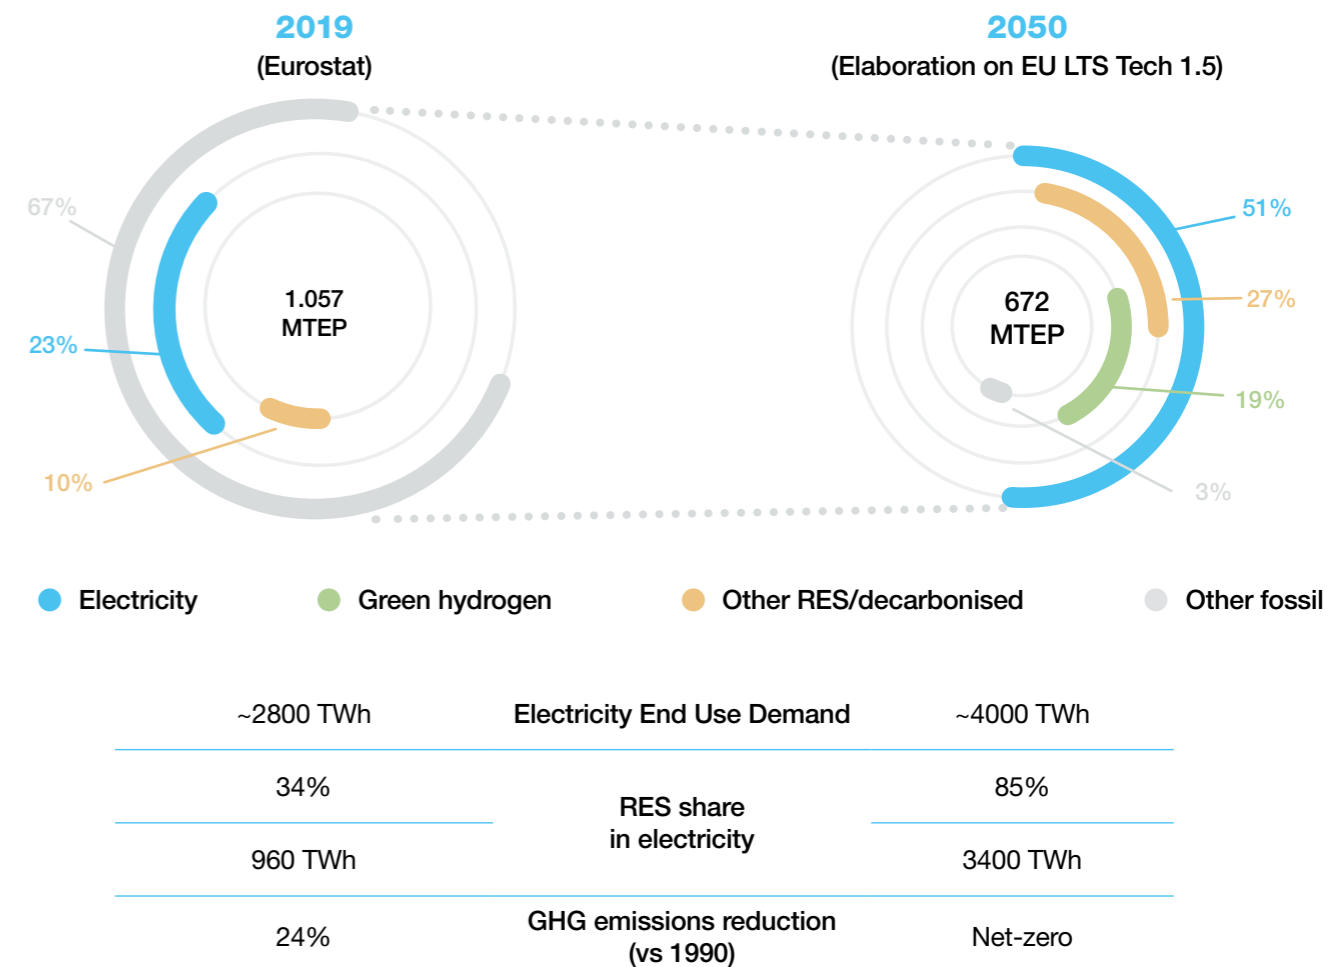 2019
(Eurostat)
2050
(Elaboration on EU LTS Tech 1.5)
67%
23%
10%
1.057
MTEP
672
MTEP
51%
27%
19%
3%
Electricity
Green hydrogen
Other RES/decarbonised
Other fossil
~2800 TWh
Electricity End Use Demand
~4000 TWh
34%
RES share
in electricity
85%
960 TWh
3400 TWh
24%
GHG emissions reduction
(vs 1990)
Net-zero